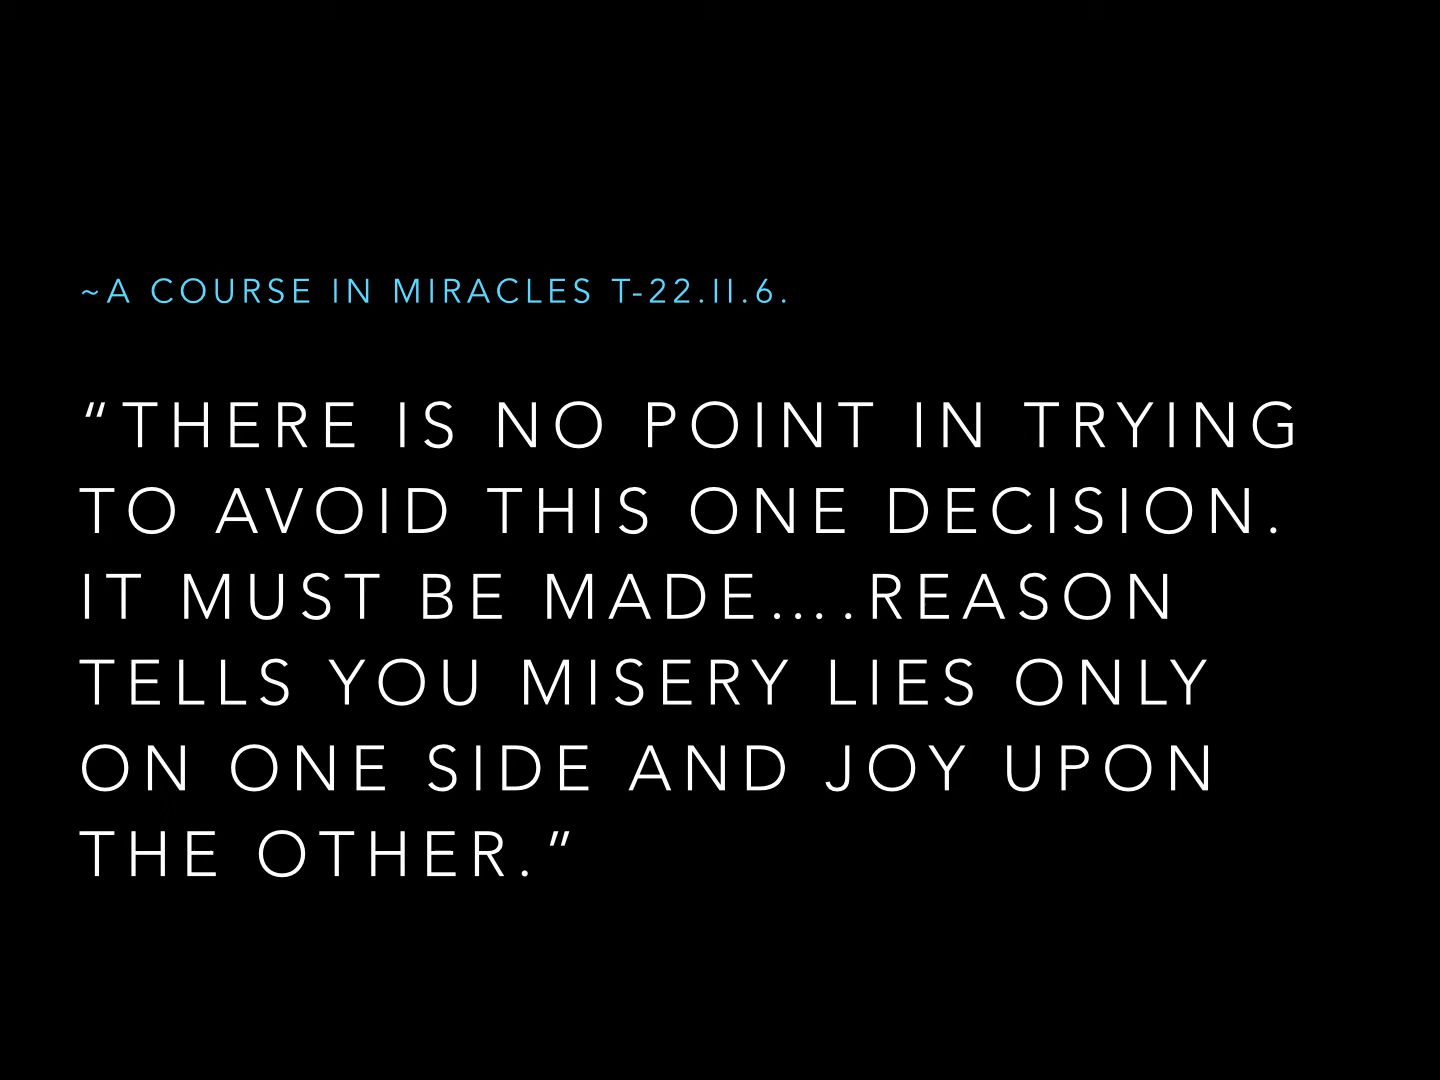 ~A COURSE IN MIRACLES T-22.II.6.
“THERE IS NO POINT IN TRYING
TO AVOID THIS ONE DECISION.
IT MUST BE MADE….REASON
TELLS YOU MISERY LIES ONLY
ON ONE SIDE AND JOY UPON
THE OTHER.”